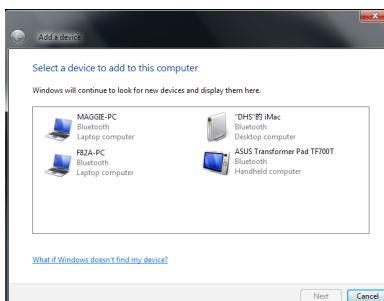 Add a device
Select a device to add to this computer
Windows will continue to look for new devices and display them here.
MAGGIE-PC
Bluetooth
Laptop computer
"DHS"的 iMac
Bluetooth
Desktop computer
F82A-PC
Bluetooth
Laptop computer
ASUS Transformer Pad TF700T
Bluetooth
Handheld computer
What if Windows doesn't find my device?
Next
Cancel